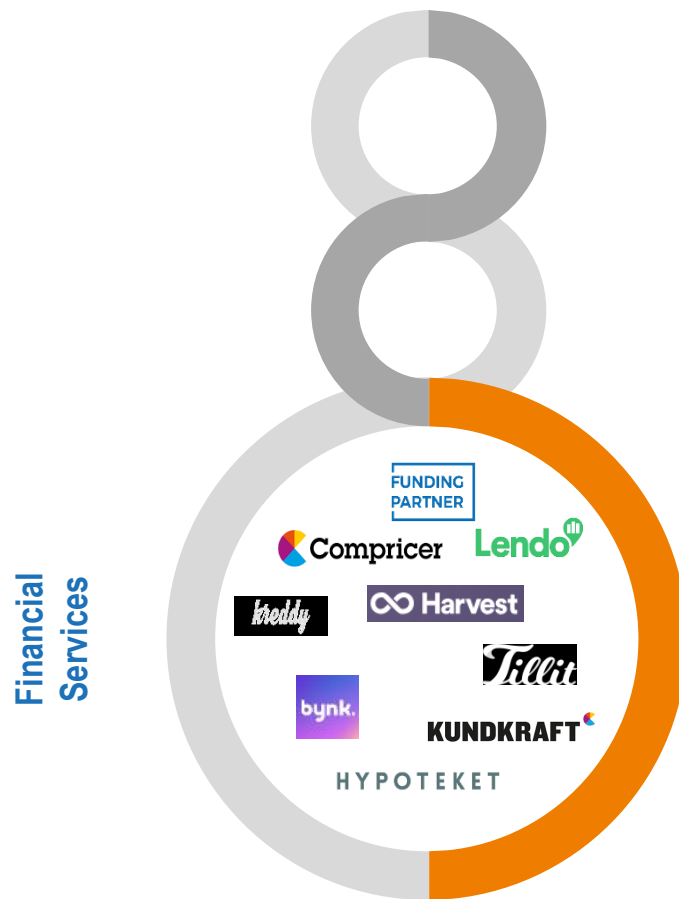 FUNDING
PARTNER
Compricer
Lendo
kreddy
Harvest
Tillit
bynk.
KUNDKRAFT
HYPOTEKET
Financial
Services